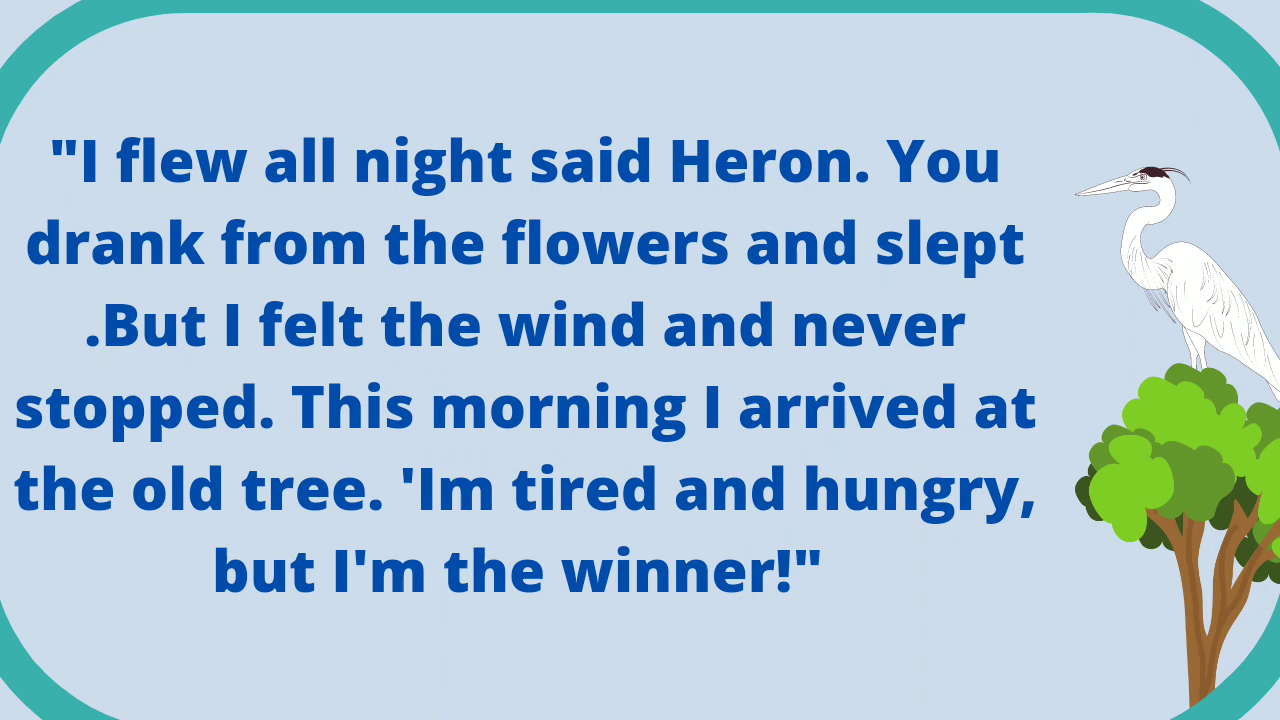 "I flew all night said Heron. You
drank from the flowers and slept
.But I felt the wind and never
stopped. This morning I arrived at
the old tree. 'Im tired and hungry,
but I'm the winner!"